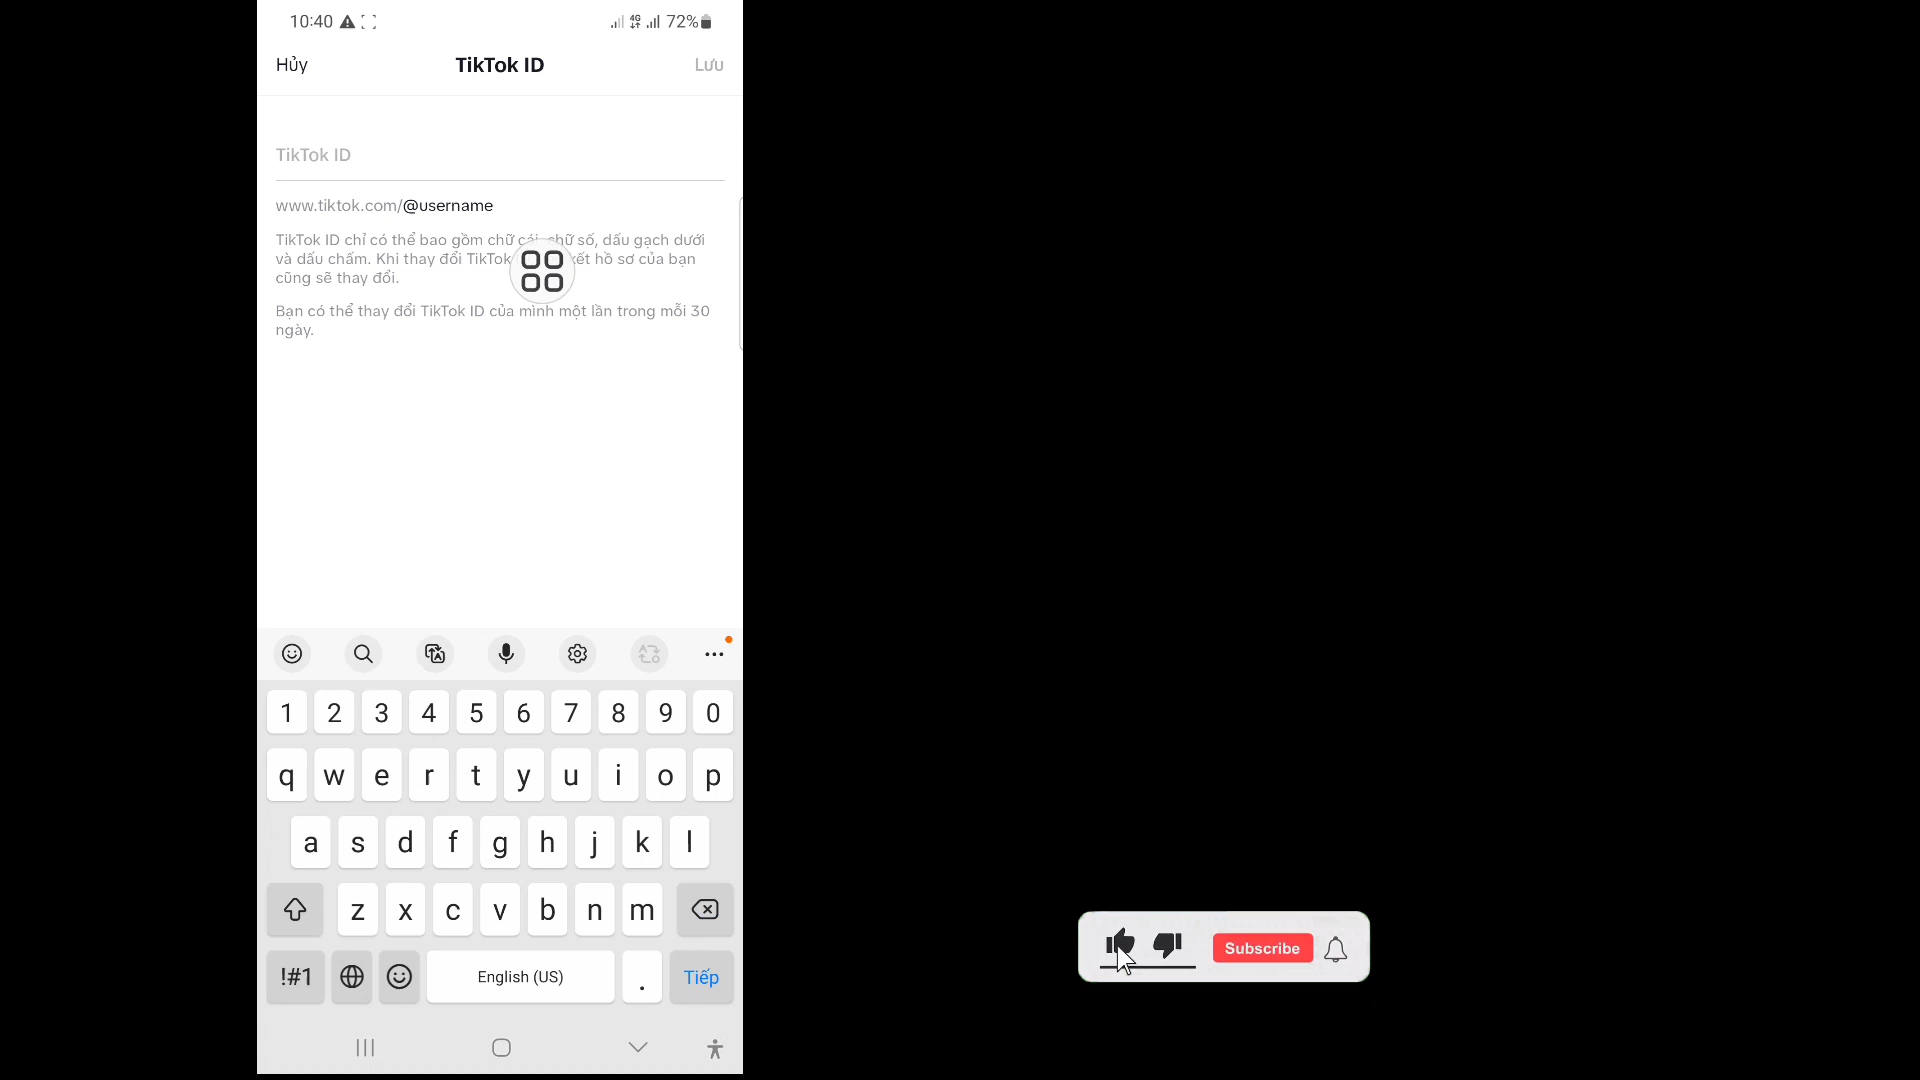 10:40 4G 72%
Hủy TikTok ID Lưu
TikTok ID
www.tiktok.com/@username
TikTok ID chỉ có thể bao gồm chữ cái, chữ số, dấu gạch dưới
và dấu chấm. Khi thay đổi TikTok kết hồ sơ của bạn
cũng sẽ thay đổi.
Bạn có thể thay đổi TikTok ID của mình một lần trong mỗi 30
ngày.
1 2 3 4 5 6 7 8 9 0
q w e r t y u i o p
a s d f g h j k l
z x c v b n m
!#1 English (US) . Tiếp
Subscribe